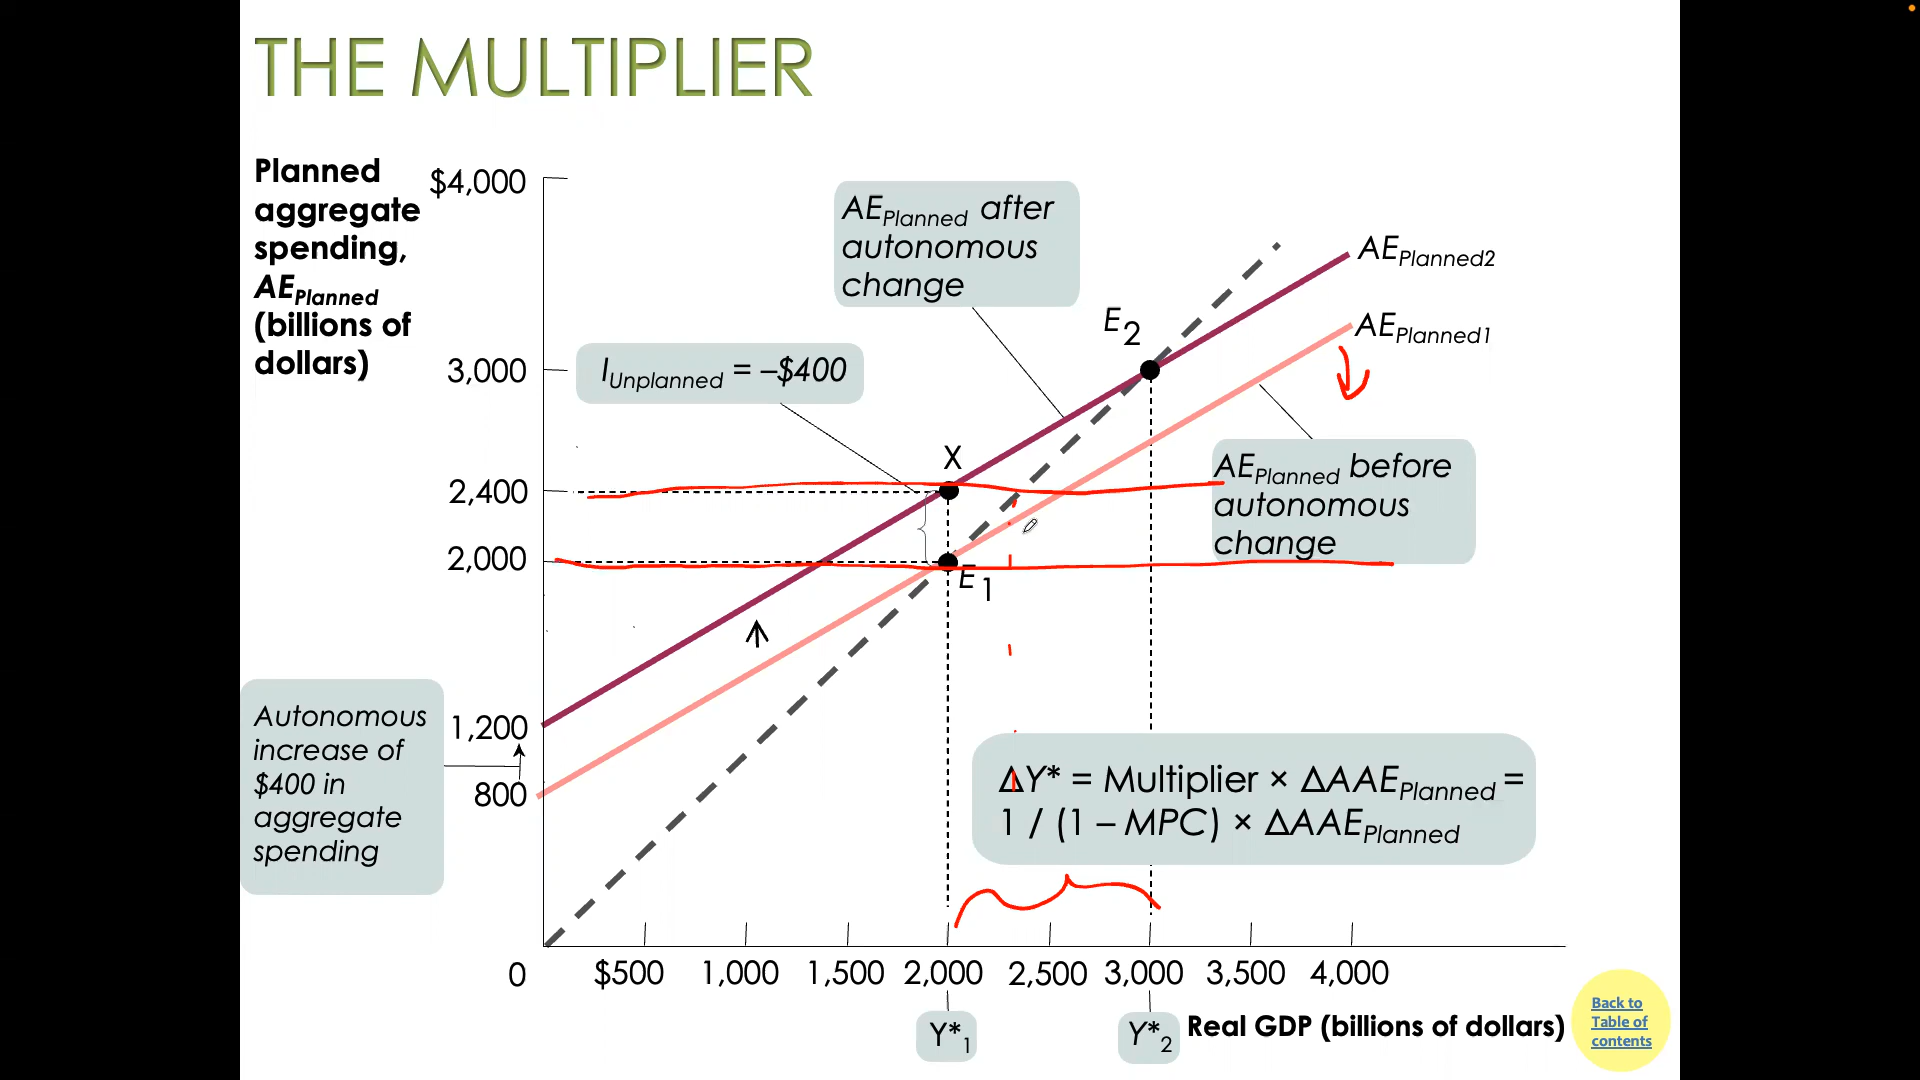 THE MULTIPLIER
Planned
aggregate
spending,
AEPlanned
(billions of
dollars)
$4,000
3,000
2,400
2,000
1,200
800
AEPlanned after
autonomous
change
IUnplanned = –$400
AEPlanned2
AEPlanned1
E2
X
E1
AEPlanned before
autonomous
change
Autonomous
increase of
$400 in
aggregate
spending
ΔY* = Multiplier × ΔAAEPlanned =
1 / (1 – MPC) × ΔAAEPlanned
0 $500 1,000 1,500 2,000 2,500 3,000 3,500 4,000
Y*1
Y*2
Real GDP (billions of dollars)
Back to
Table of
contents